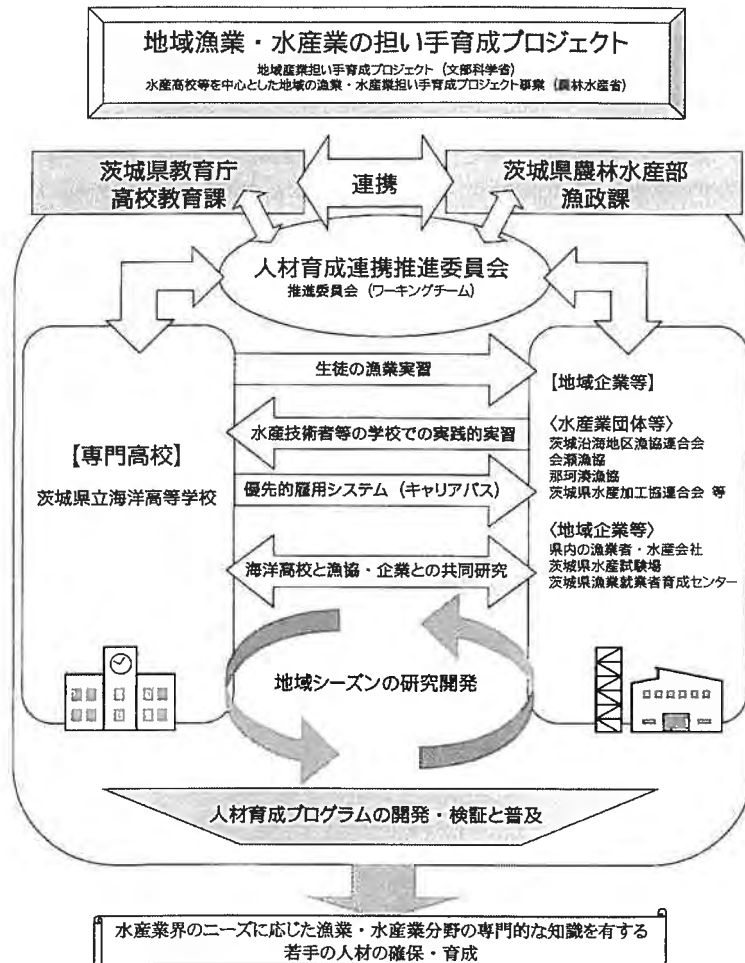 地域漁業・水産業の担い手育成プロジェクト
地域産業担い手育成プロジェクト（文部科学省）
水産高校等を中心とした地域の漁業・水産業担い手育成プロジェクト事業（農林水産省）
茨城県教育庁
高校教育課
連携
茨城県農林水産部
漁政課
人材育成連携推進委員会
推進委員会（ワーキングチーム）
生徒の漁業実習
水産技術者等の学校での実践的実習
優先的雇用システム（キャリアパス）
海洋高校と漁協・企業との共同研究
【専門高校】
茨城県立海洋高等学校
【地域企業等】
〈水産業団体等〉
茨城沿海地区漁協連合会
会瀬漁協
那珂湊漁協
茨城県水産加工協連合会 等
〈地域企業等〉
県内の漁業者・水産会社
茨城県水産試験場
茨城県漁業就業者育成センター
地域シーズンの研究開発
人材育成プログラムの開発・検証と普及
水産業界のニーズに応じた漁業・水産業分野の専門的な知識を有する
若手の人材の確保・育成